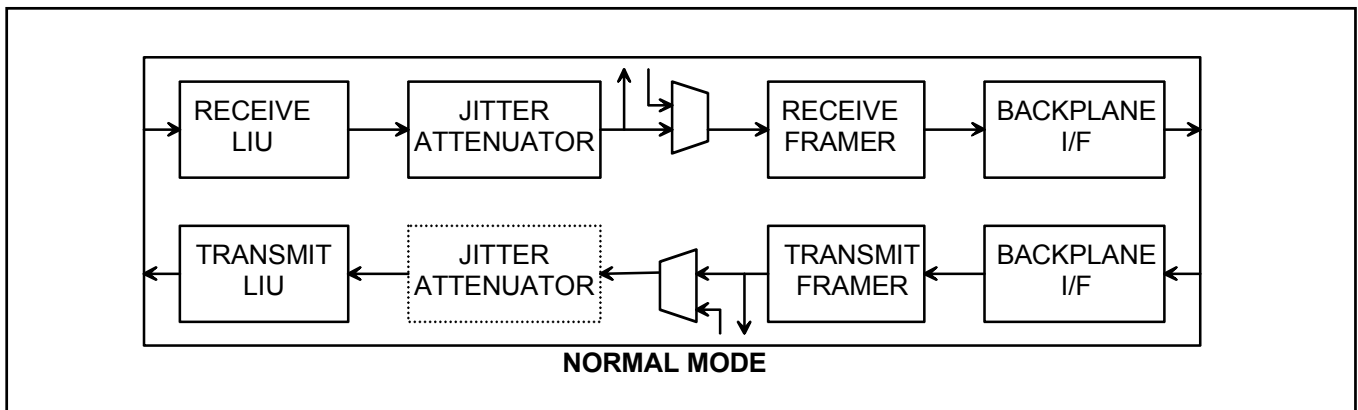 RECEIVE
LIU
JITTER
ATTENUATOR
RECEIVE
FRAMER
BACKPLANE
I/F
TRANSMIT
LIU
JITTER
ATTENUATOR
TRANSMIT
FRAMER
BACKPLANE
I/F
NORMAL MODE